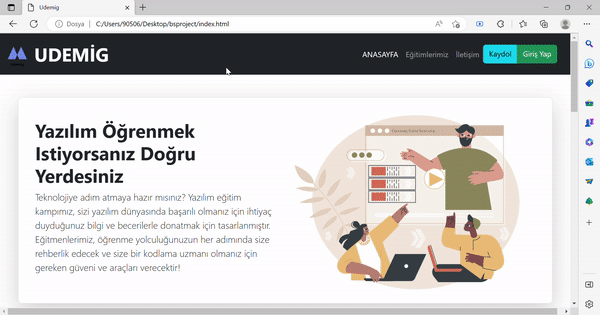 Udemig
Dosya
C:/Users/90506/Desktop/bsproject/index.html
UDEMİG
ANASAYFA Eğitimlerimiz İletişim Kaydol Giriş Yap
Yazılım Öğrenmek
Istiyorsanız Doğru
Yerdesiniz
Teknolojiye adım atmaya hazır mısınız? Yazılım eğitim
kampımız, sizi yazılım dünyasında başarılı olmanız için ihtiyaç
duyduğunuz bilgi ve becerilerle donatmak için tasarlanmıştır.
Eğitmenlerimiz, öğrenme yolculuğunuzun her adımında size
rehberlik edecek ve size bir kodlama uzmanı olmanız için
gereken güveni ve araçları verecektir!